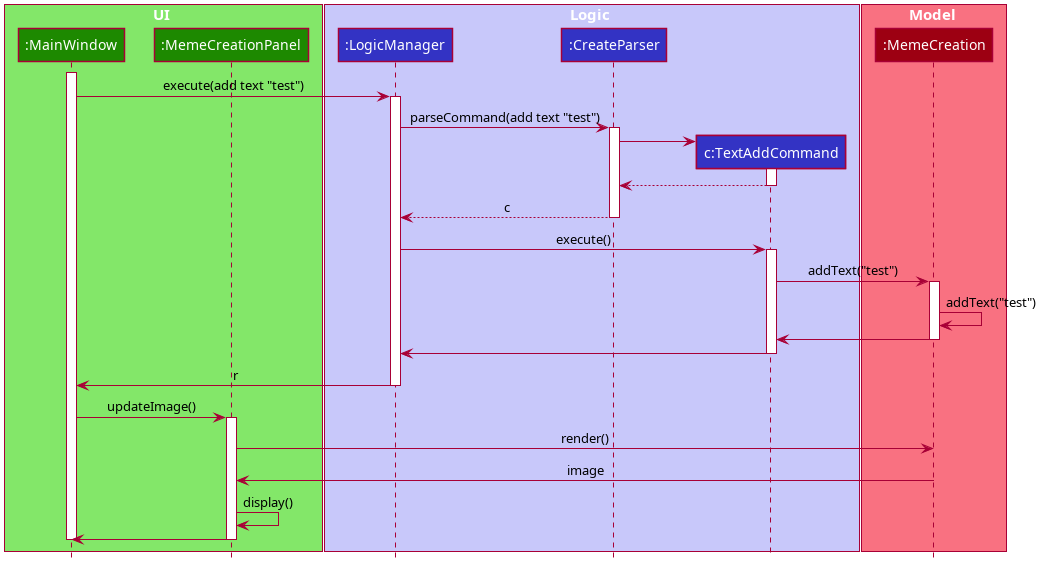 UI
Logic
Model
:MainWindow
:MemeCreationPanel
:LogicManager
:CreateParser
:MemeCreation
execute(add text "test")
parseCommand(add text "test")
c:TextAddCommand
c
execute()
addText("test")
addText("test")
r
updateImage()
render()
image
display()